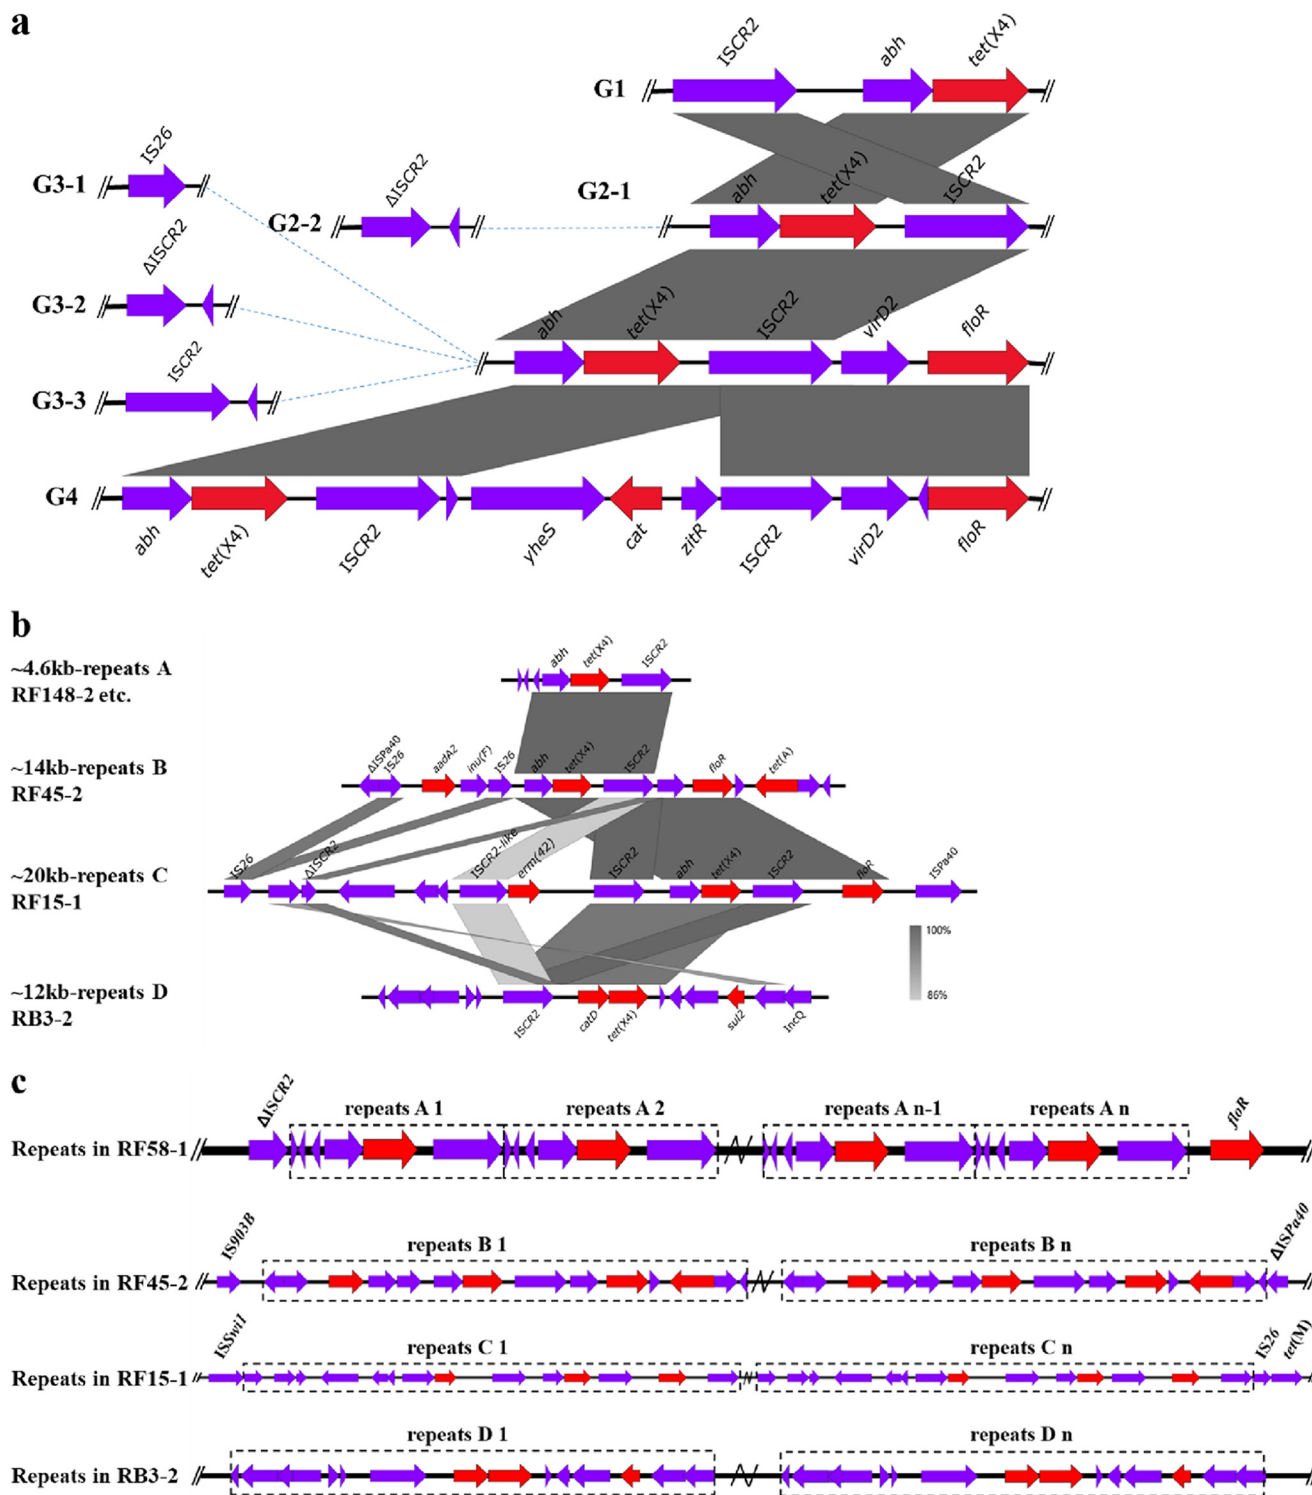 a
ISCR2 abh tet(X4)
G1
IS26
G3-1
ΔISCR2
G2-2
G2-1
abh tet(X4) ISCR2
ΔISCR2
G3-2
ISCR2
G3-3
abh tet(X4) ISCR2 virD2 floR
G4
abh tet(X4) ISCR2 yheS cat zitR ISCR2 virD2 floR
b
~4.6kb-repeats A
RF148-2 etc.
abh tet(X4) ISCR2
~14kb-repeats B
RF45-2
ΔISPa40 IS26 aadA2 inu(F) IS26 abh tet(X4) ISCR2 floR tet(A)
~20kb-repeats C
RF15-1
IS26 ΔISCR2 ISCR2-like erm(42) ISCR2 abh tet(X4) ISCR2 floR ISPa40
100%
86%
~12kb-repeats D
RB3-2
ISCR2 catD tet(X4) sul2 IncQ
c
ΔISCR2 repeats A 1 repeats A 2 repeats A n-1 repeats A n floR
Repeats in RF58-1
IS903B repeats B 1 repeats B n ΔISPa40
Repeats in RF45-2
ISSwi1 repeats C 1 repeats C n IS26 tet(M)
Repeats in RF15-1
repeats D 1 repeats D n
Repeats in RB3-2